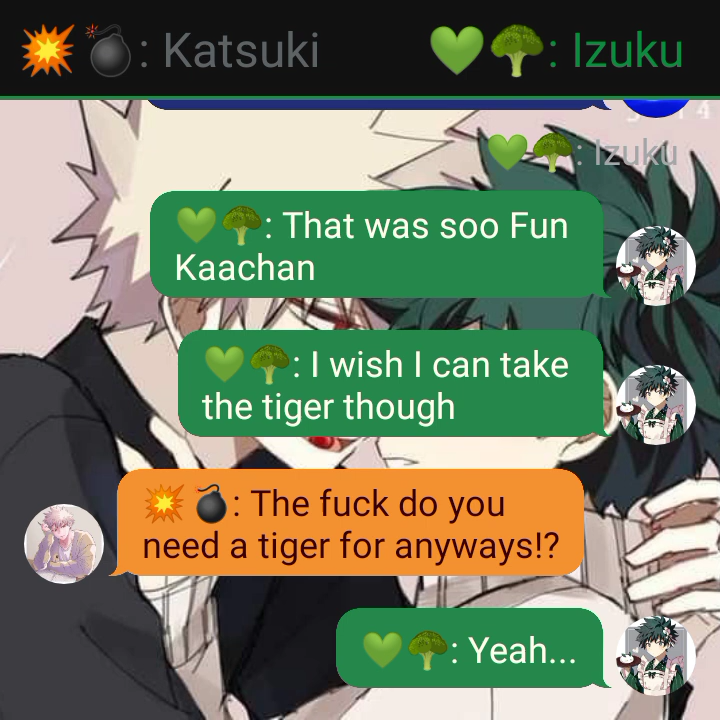 💥💣: Katsuki
💚🥦: Izuku
💚🥦: Izuku
💚🥦: That was soo Fun
Kaachan
💚🥦: I wish I can take
the tiger though
💥💣: The fuck do you
need a tiger for anyways!?
💚🥦: Yeah...